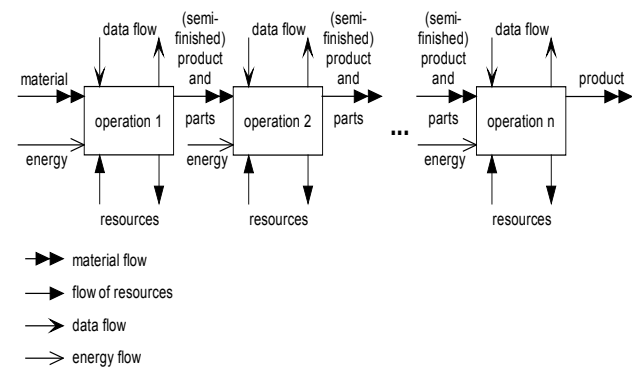 data flow
(semi-
finished)
product
and
parts
data flow
(semi-
finished)
product
and
parts
(semi-
finished)
product
and
parts
data flow
material
operation 1
operation 2
...
operation n
product
energy
energy
energy
resources
resources
resources
material flow
flow of resources
data flow
energy flow